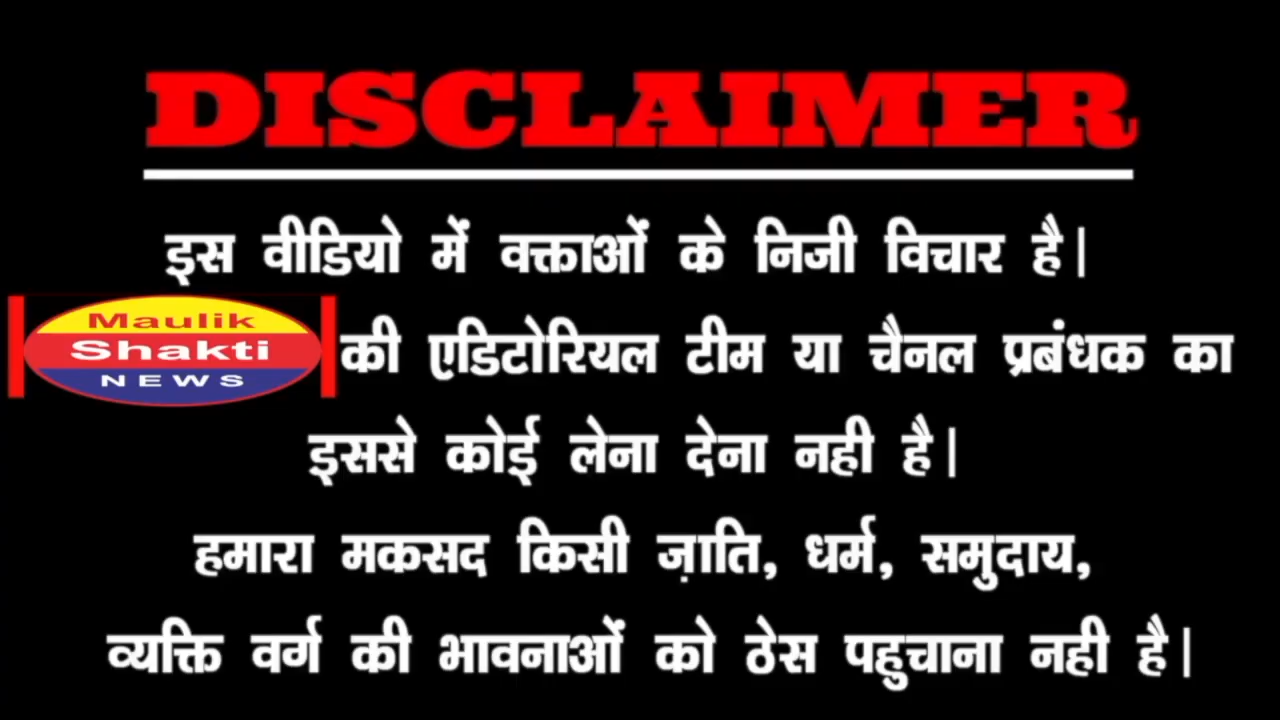 DISCLAIMER
इस वीडियो में वक्ताओं के निजी विचार है|
Maulik
Shakti
NEWS
की एडिटोरियल टीम या चैनल प्रबंधक का
इससे कोई लेना देना नही है|
हमारा मकसद किसी ज़ाति, धर्म, समुदाय,
व्यक्ति वर्ग की भावनाओं को ठेस पहुचाना नही है|